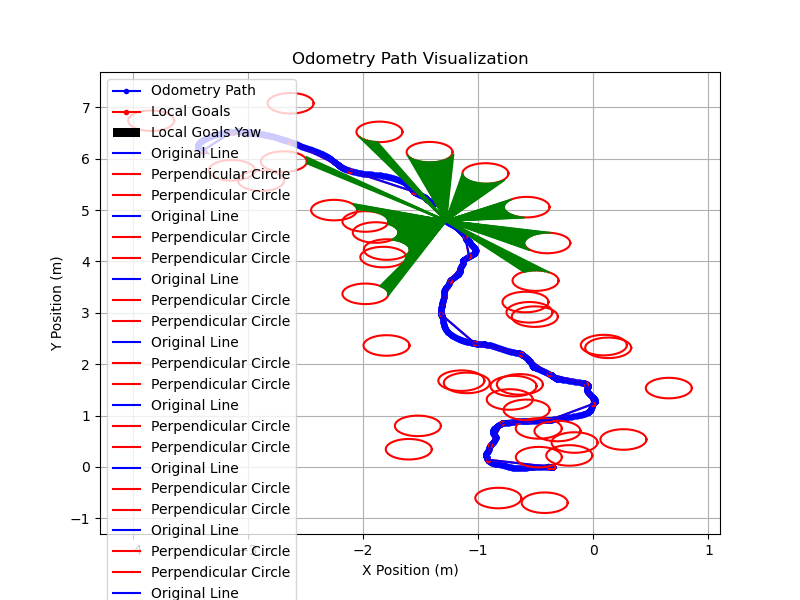 Odometry Path Visualization
Odometry Path
Local Goals
Local Goals Yaw
Original Line
Perpendicular Circle
Perpendicular Circle
Original Line
Perpendicular Circle
Perpendicular Circle
Original Line
Perpendicular Circle
Perpendicular Circle
Original Line
Perpendicular Circle
Perpendicular Circle
Original Line
Perpendicular Circle
Perpendicular Circle
Original Line
Perpendicular Circle
Perpendicular Circle
Original Line
Perpendicular Circle
Perpendicular Circle
Original Line
Y Position (m)
7
6
5
4
3
2
1
0
−1
−4 −3 −2 −1 0 1
X Position (m)